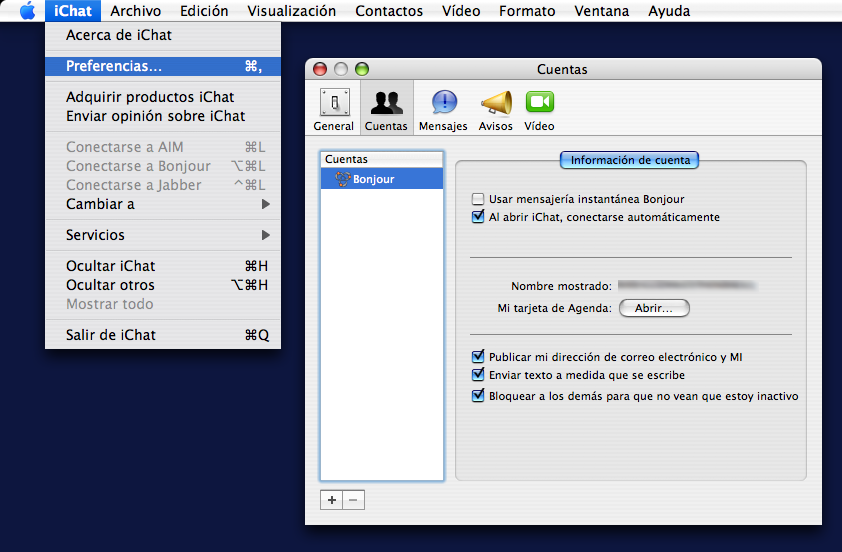 iChat Archivo Edición Visualización Contactos Vídeo Formato Ventana Ayuda
Acerca de iChat
Preferencias... ⌘,
Adquirir productos iChat
Enviar opinión sobre iChat
Conectarse a AIM ⌘L
Conectarse a Bonjour ⌥⌘L
Conectarse a Jabber ^⌘L
Cambiar a
Servicios
Ocultar iChat ⌘H
Ocultar otros ⌥⌘H
Mostrar todo
Salir de iChat ⌘Q
Cuentas
General Cuentas Mensajes Avisos Vídeo
Cuentas
Bonjour
Información de cuenta
Usar mensajería instantánea Bonjour
Al abrir iChat, conectarse automáticamente
Nombre mostrado:
Mi tarjeta de Agenda: Abrir...
Publicar mi dirección de correo electrónico y MI
Enviar texto a medida que se escribe
Bloquear a los demás para que no vean que estoy inactivo